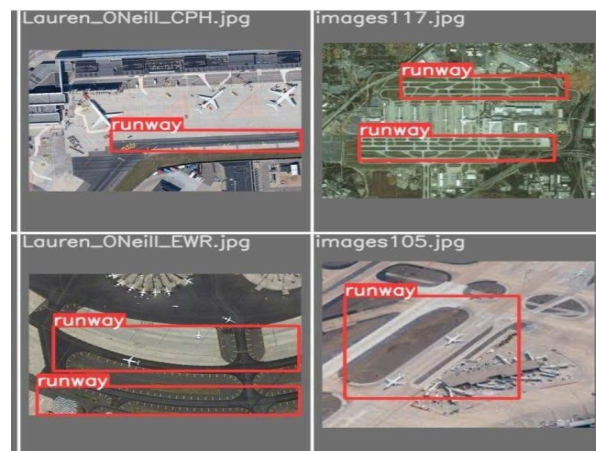 Lauren_ONeill_CPH.jpg
images117.jpg
runway
runway
runway
Lauren_ONeill_EWR.jpg
images105.jpg
runway
runway
runway